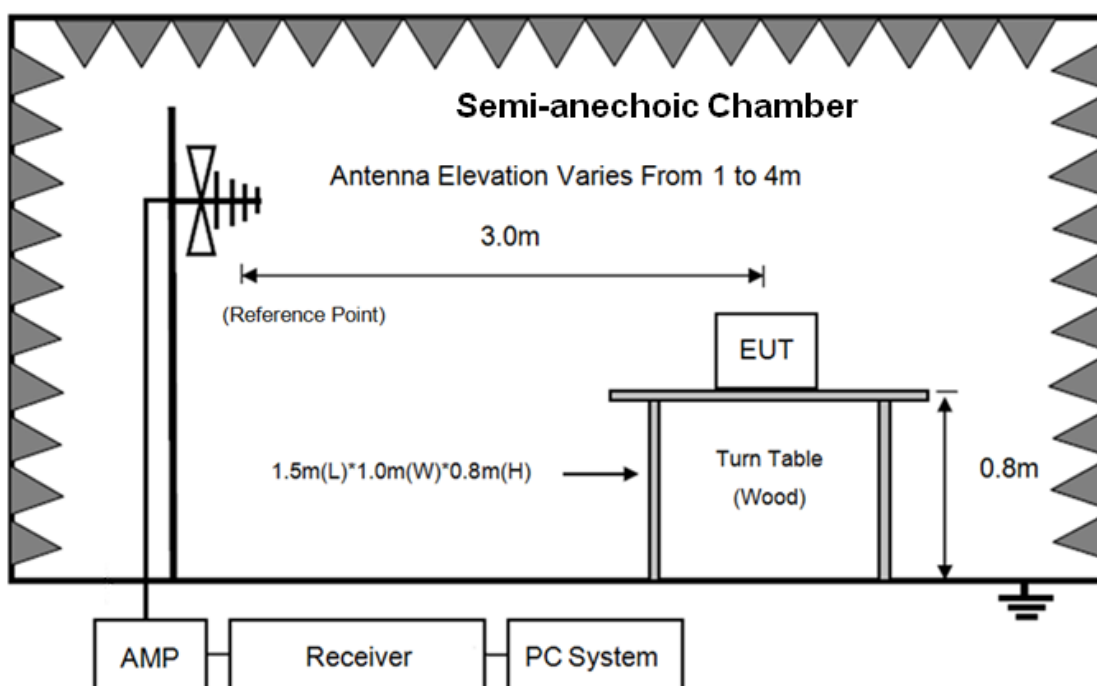 Semi-anechoic Chamber
Antenna Elevation Varies From 1 to 4m
3.0m
(Reference Point)
EUT
1.5m(L)*1.0m(W)*0.8m(H)
Turn Table
(Wood)
0.8m
AMP
Receiver
PC System